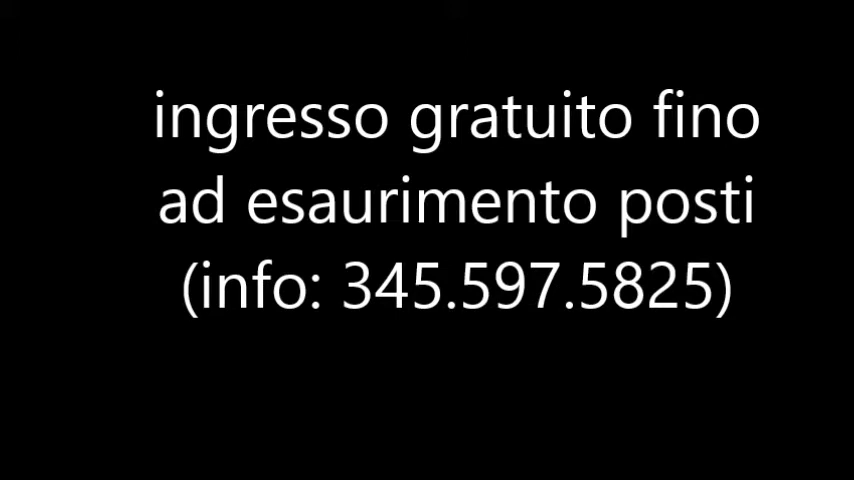 ingresso gratuito fino
ad esaurimento posti
(info: 345.597.5825)